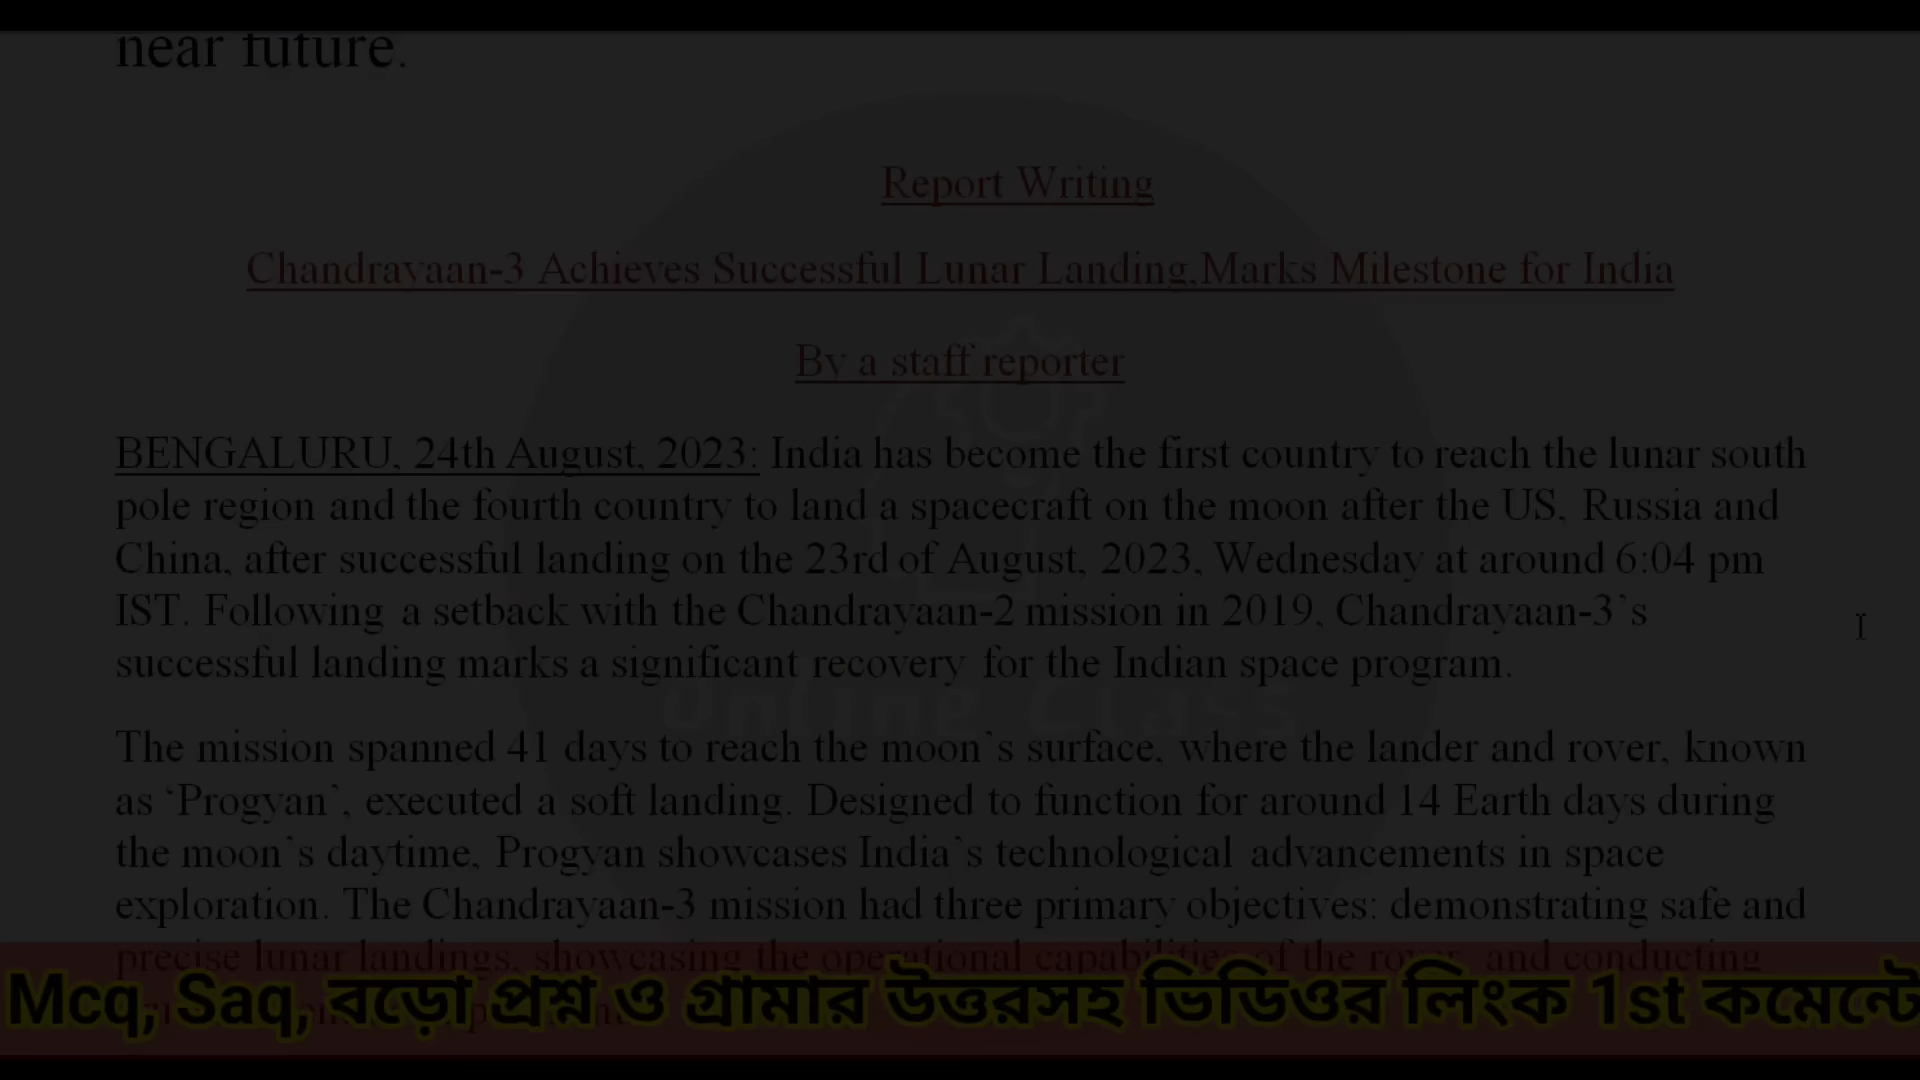 near future.
Report Writing
Chandrayaan-3 Achieves Successful Lunar Landing,Marks Milestone for India
By a staff reporter
BENGALURU, 24th August, 2023: India has become the first country to reach the lunar south
pole region and the fourth country to land a spacecraft on the moon after the US, Russia and
China, after successful landing on the 23rd of August, 2023, Wednesday at around 6:04 pm
IST. Following a setback with the Chandrayaan-2 mission in 2019, Chandrayaan-3's
successful landing marks a significant recovery for the Indian space program.
Online Class
The mission spanned 41 days to reach the moon's surface, where the lander and rover, known
as 'Progyan', executed a soft landing. Designed to function for around 14 Earth days during
the moon's daytime, Progyan showcases India's technological advancements in space
exploration. The Chandrayaan-3 mission had three primary objectives: demonstrating safe and
precise lunar landings, showcasing the operational capabilities of the rover, and conducting
Mcq, Saq, বড়ো প্রশ্ন ও গ্রামার উত্তরসহ ভিডিওর লিংক 1st কমেন্টে